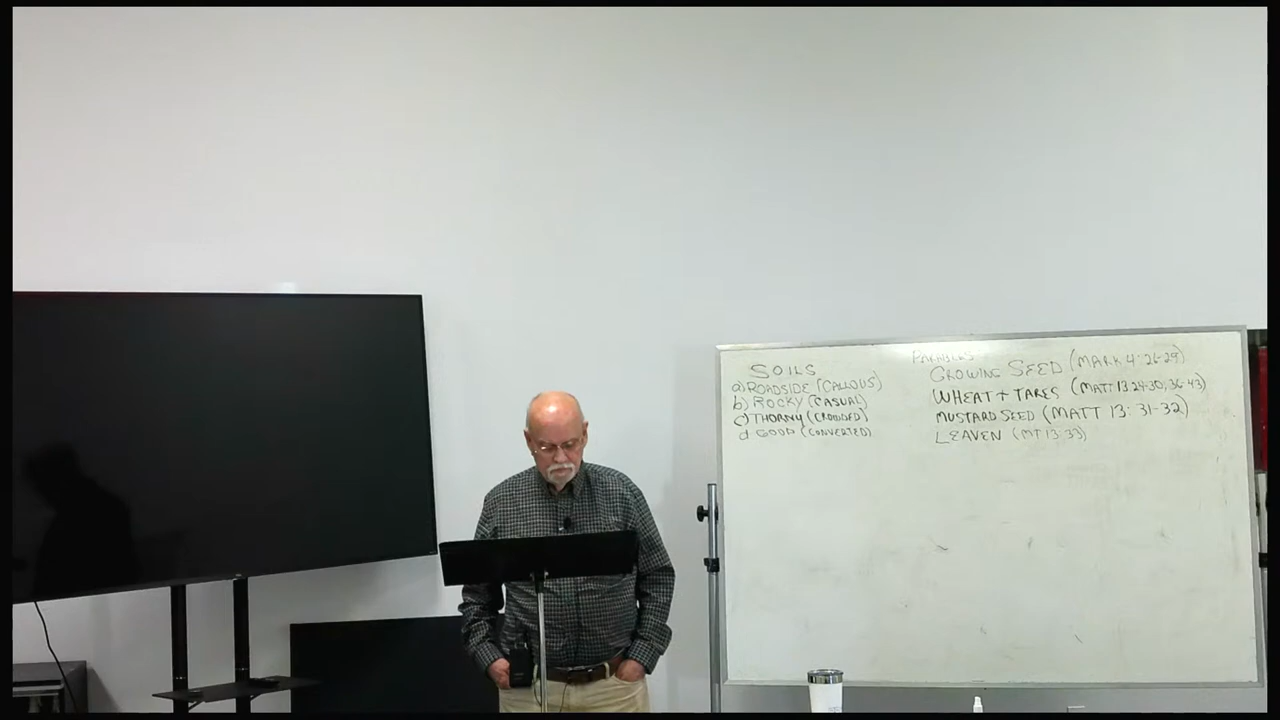 SOILS
a) ROADSIDE (CALLOUS)
b) ROCKY (CASUAL)
c) THORNY (CROWDED)
d GOOD (CONVERTED)
PARABLES
GROWING SEED (MARK 4:26-29)
WHEAT + TARES (MATT 13 24-30; 36-43)
MUSTARD SEED (MATT 13:31-32)
LEAVEN (MT 13:33)